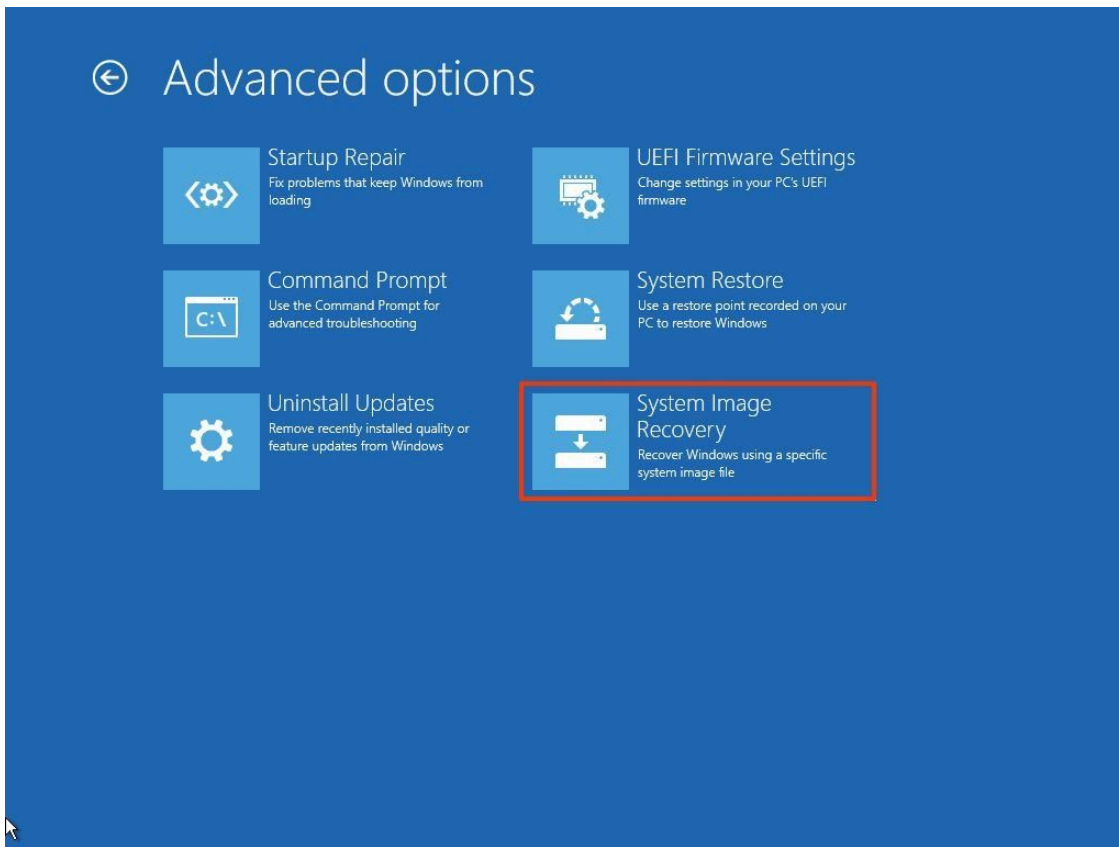 Advanced options
Startup Repair
Fix problems that keep Windows from
loading
UEFI Firmware Settings
Change settings in your PC's UEFI
firmware
Command Prompt
Use the Command Prompt for
advanced troubleshooting
C:\
System Restore
Use a restore point recorded on your
PC to restore Windows
Uninstall Updates
Remove recently installed quality or
feature updates from Windows
System Image
Recovery
Recover Windows using a specific
system image file